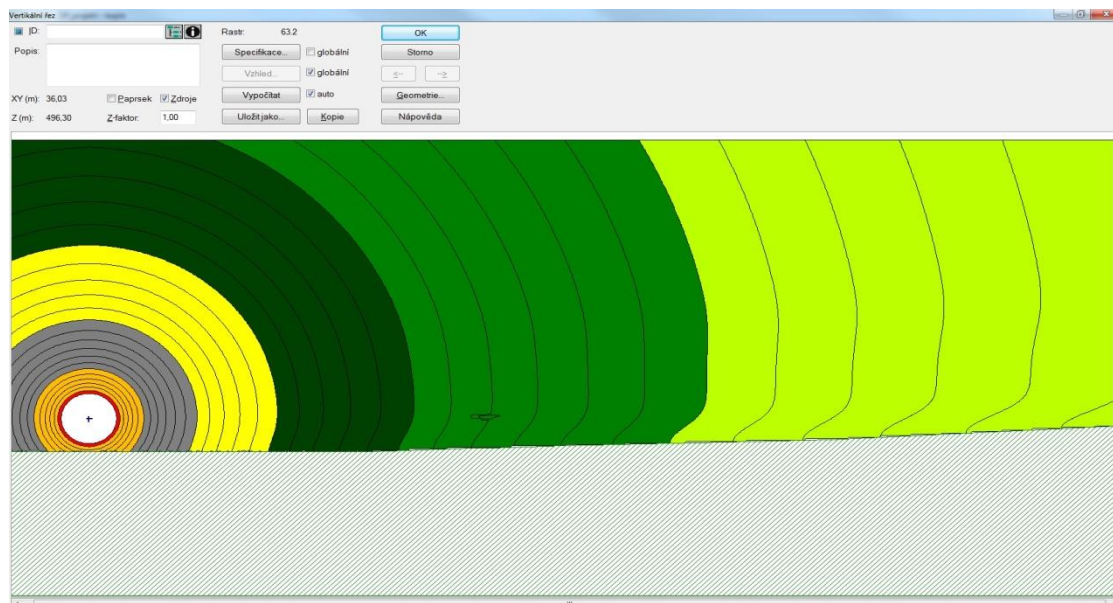 Vertikální řez
ID:
Rastr: 63.2
OK
Popis:
Specifikace... globální
Storno
Vzhled... globální
<-- -->
XY (m): 36,03 Paprsek Zdroje
Vypočítat auto
Geometrie...
Z (m): 496,30 Z-faktor: 1,00
Uložit jako... Kopie
Nápověda